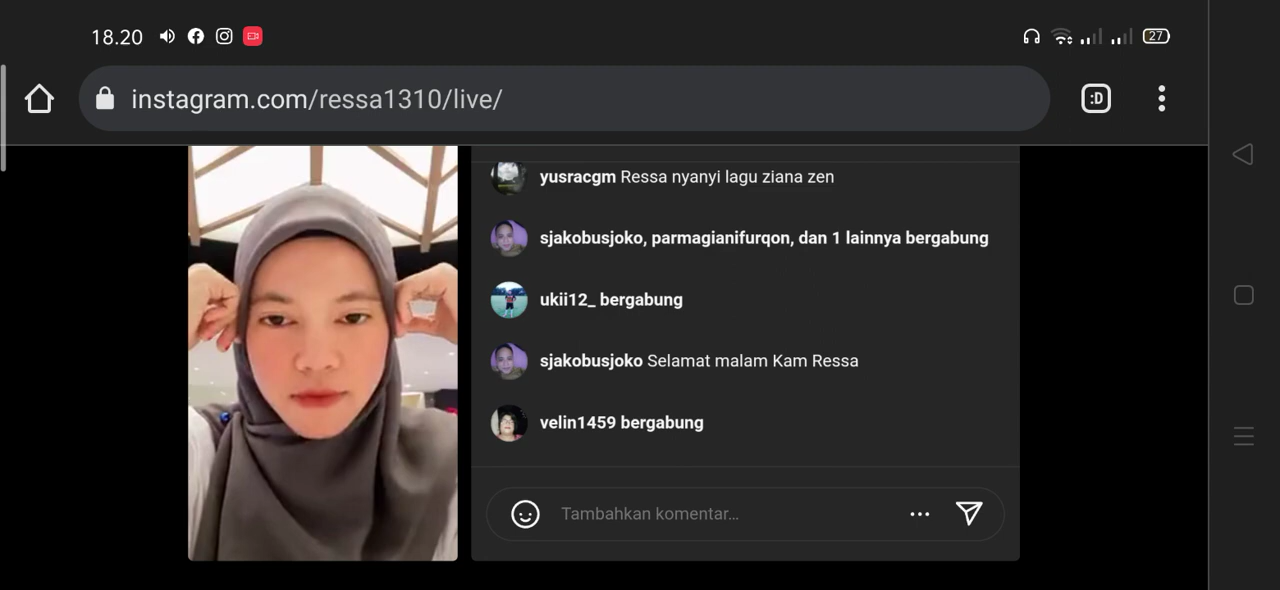 18.20
27
instagram.com/ressa1310/live/
:D
yusracgm Ressa nyanyi lagu ziana zen
sjakobusjoko, parmagianifurqon, dan 1 lainnya bergabung
ukii12_ bergabung
sjakobusjoko Selamat malam Kam Ressa
velin1459 bergabung
Tambahkan komentar...